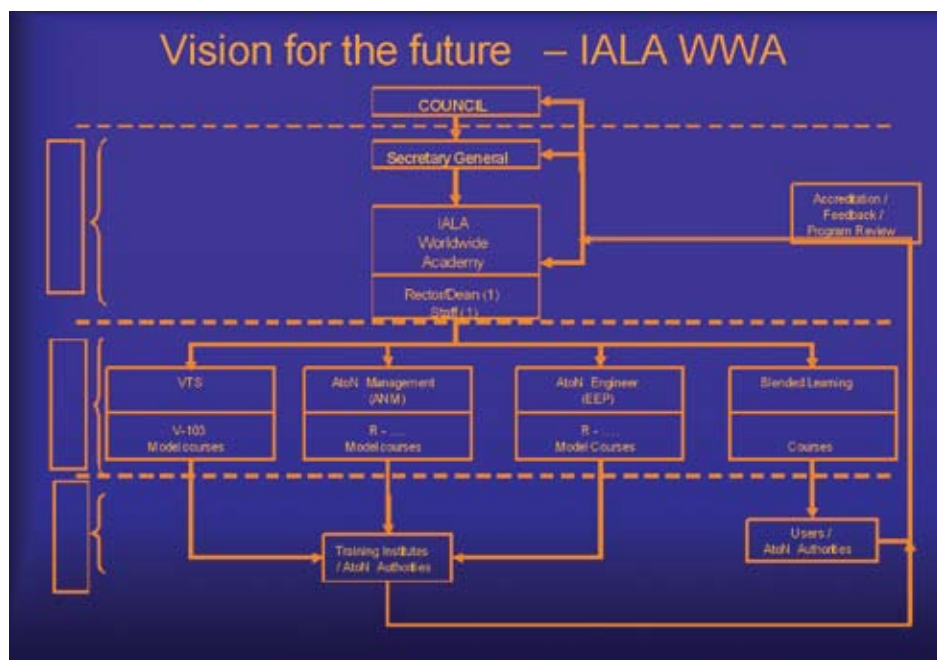 Vision for the future – IALA WWA
COUNCIL
Secretary General
IALA
Worldwide
Academy
Rector/Dean (1)
Staff (1)
Accreditation /
Feedback /
Program Review
VTS
V-103
Model courses
AtoN Management
(ANM)
R - ....
Model courses
AtoN Engineer
(EEP)
R - ....
Model Courses
Blended Learning
Courses
Training Institutes
/ AtoN Authorities
Users /
AtoN Authorities